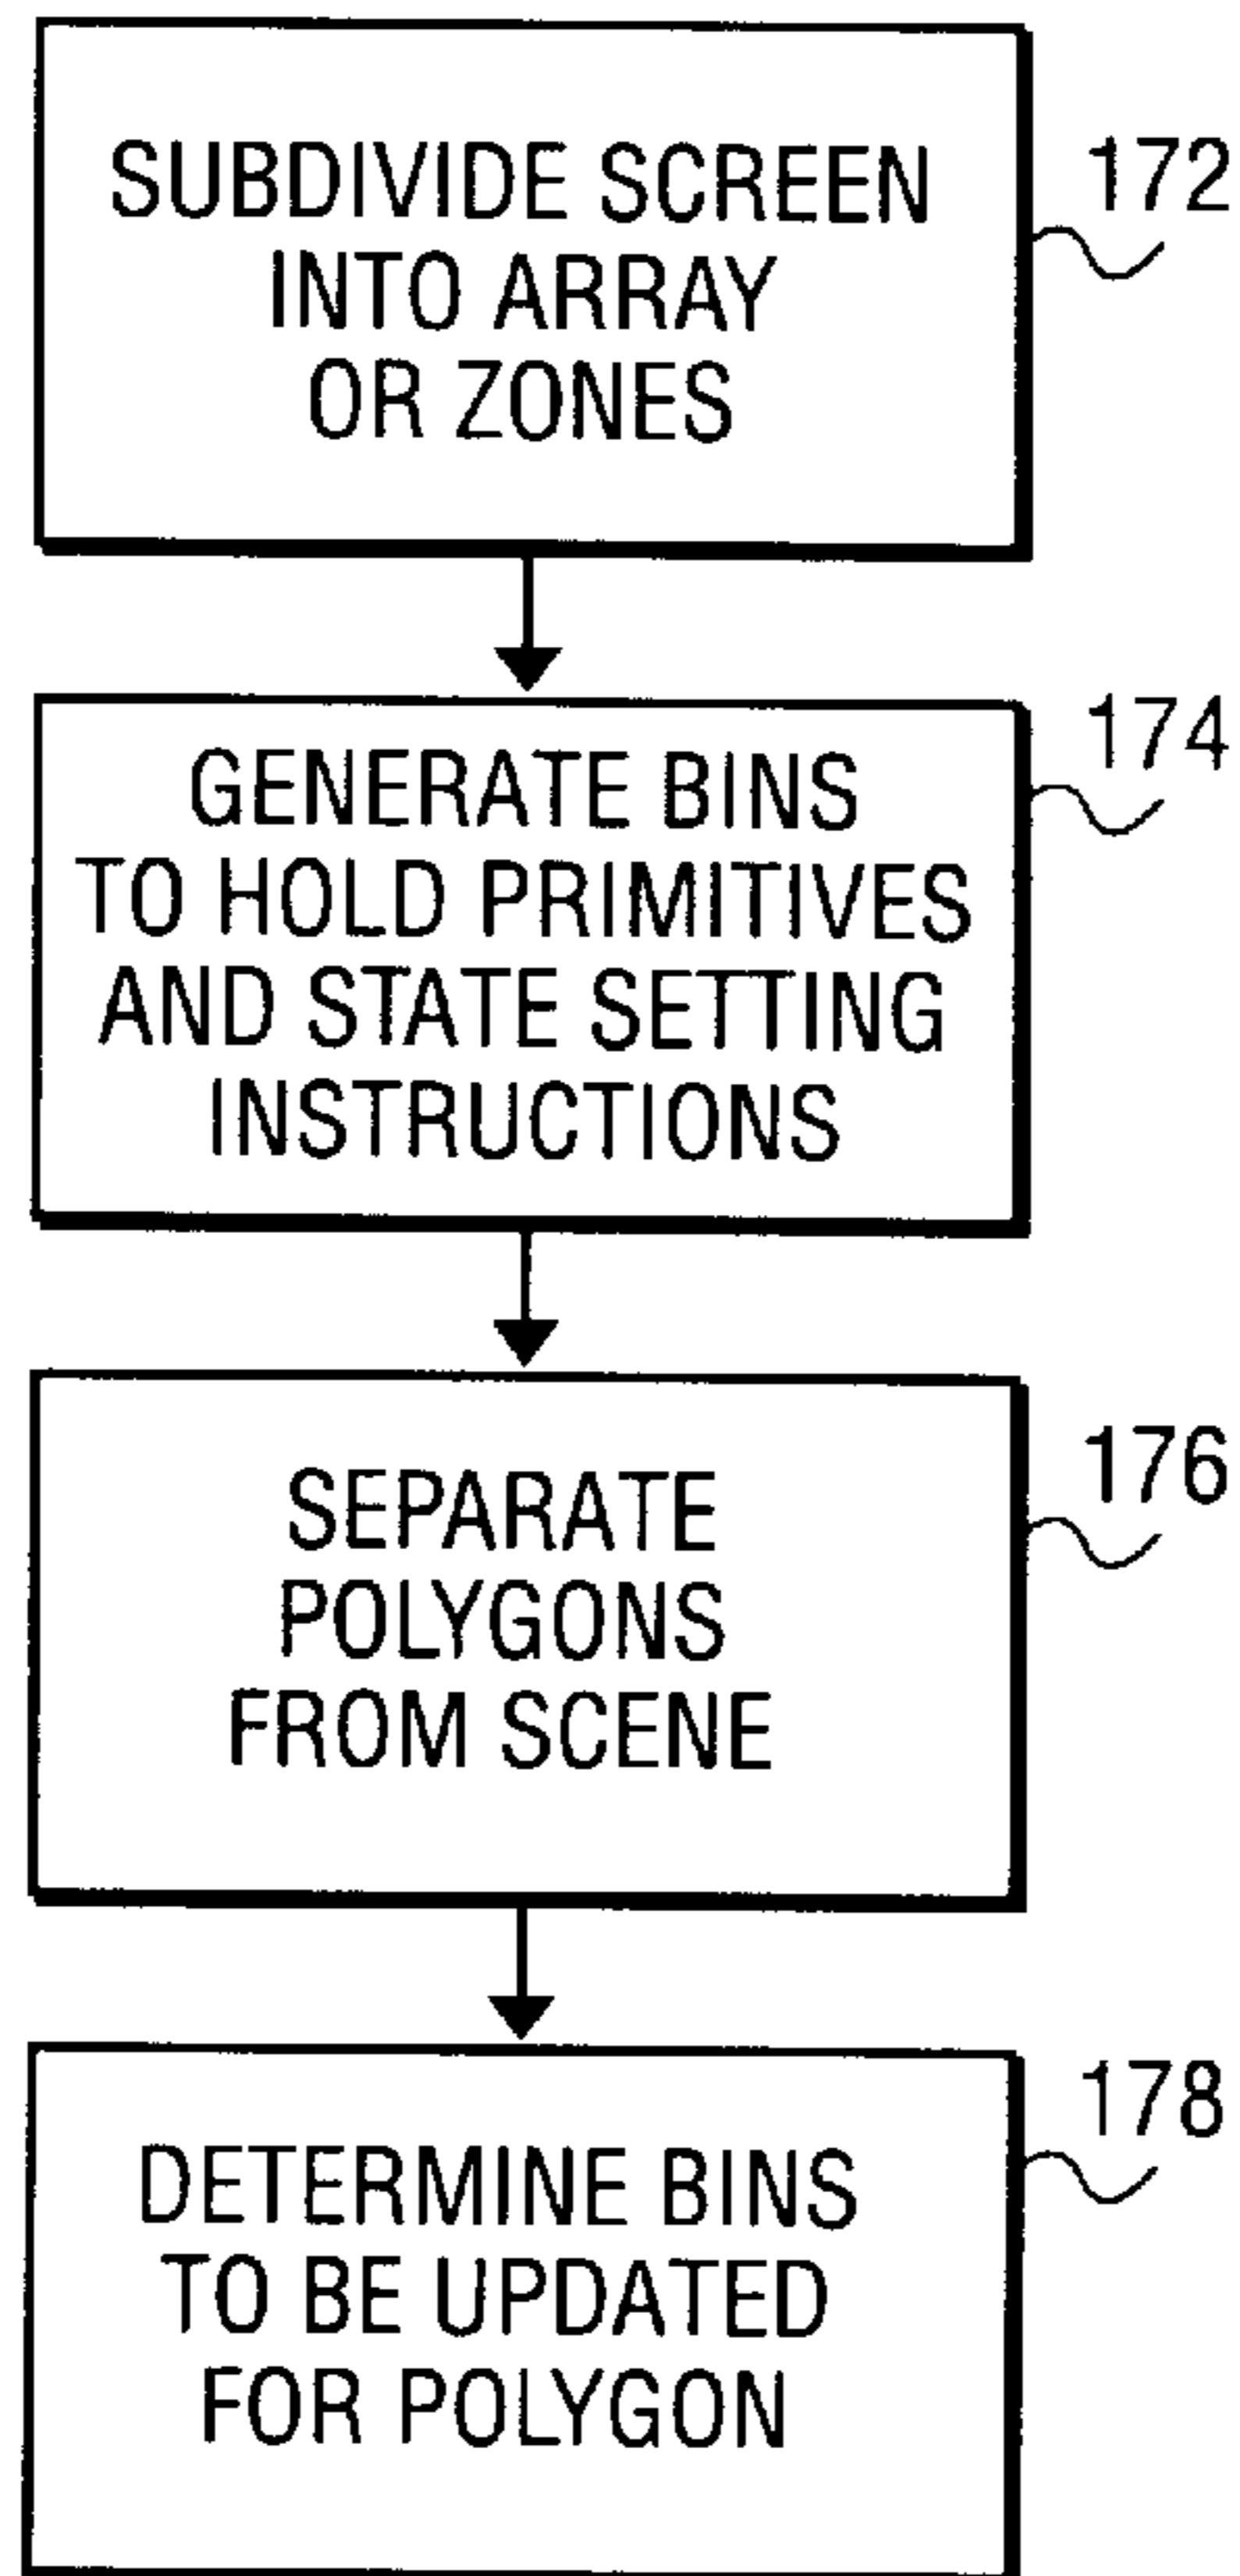 SUBDIVIDE SCREEN
INTO ARRAY
OR ZONES
172
GENERATE BINS
TO HOLD PRIMITIVES
AND STATE SETTING
INSTRUCTIONS
174
SEPARATE
POLYGONS
FROM SCENE
176
DETERMINE BINS
TO BE UPDATED
FOR POLYGON
178